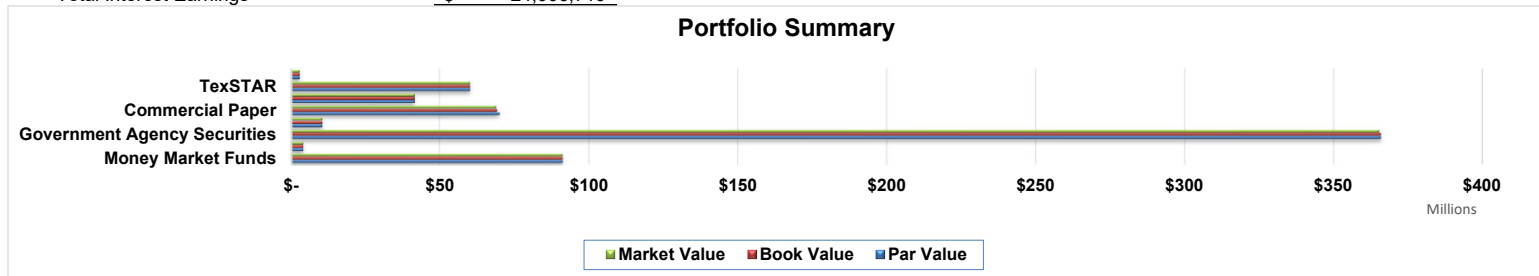 Portfolio Summary
TexSTAR
Commercial Paper
Government Agency Securities
Money Market Funds
$- $50 $100 $150 $200 $250 $300 $350 $400
Millions
Market Value Book Value Par Value